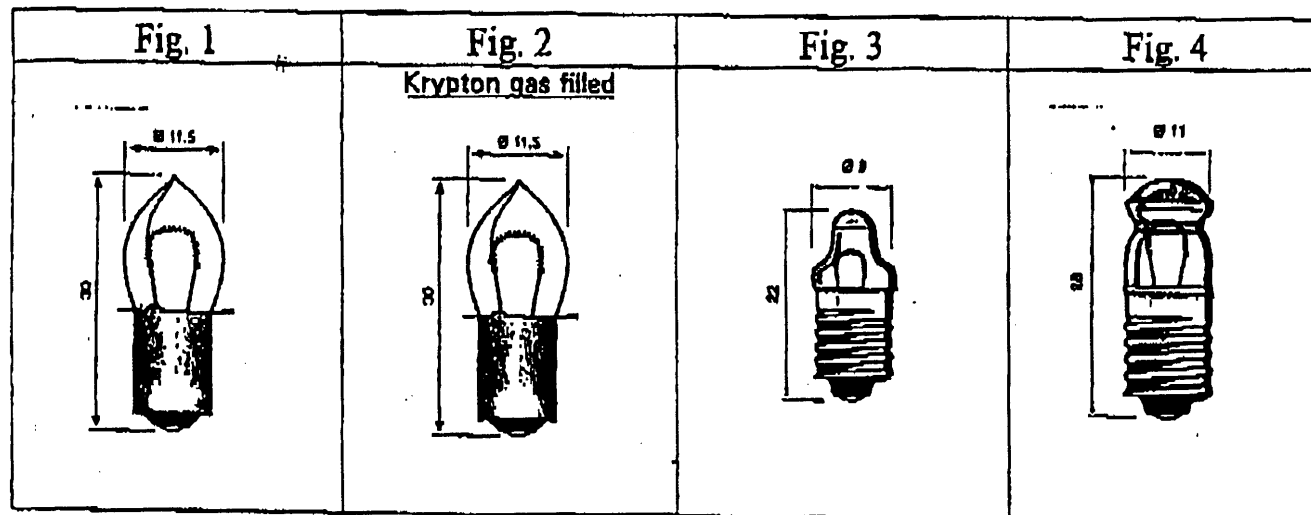 Fig. 1
Fig. 2
Fig. 3
Fig. 4
Krypton gas filled
Ø 11.5
30
Ø 11,5
30
Ø 9
22
Ø 11
28